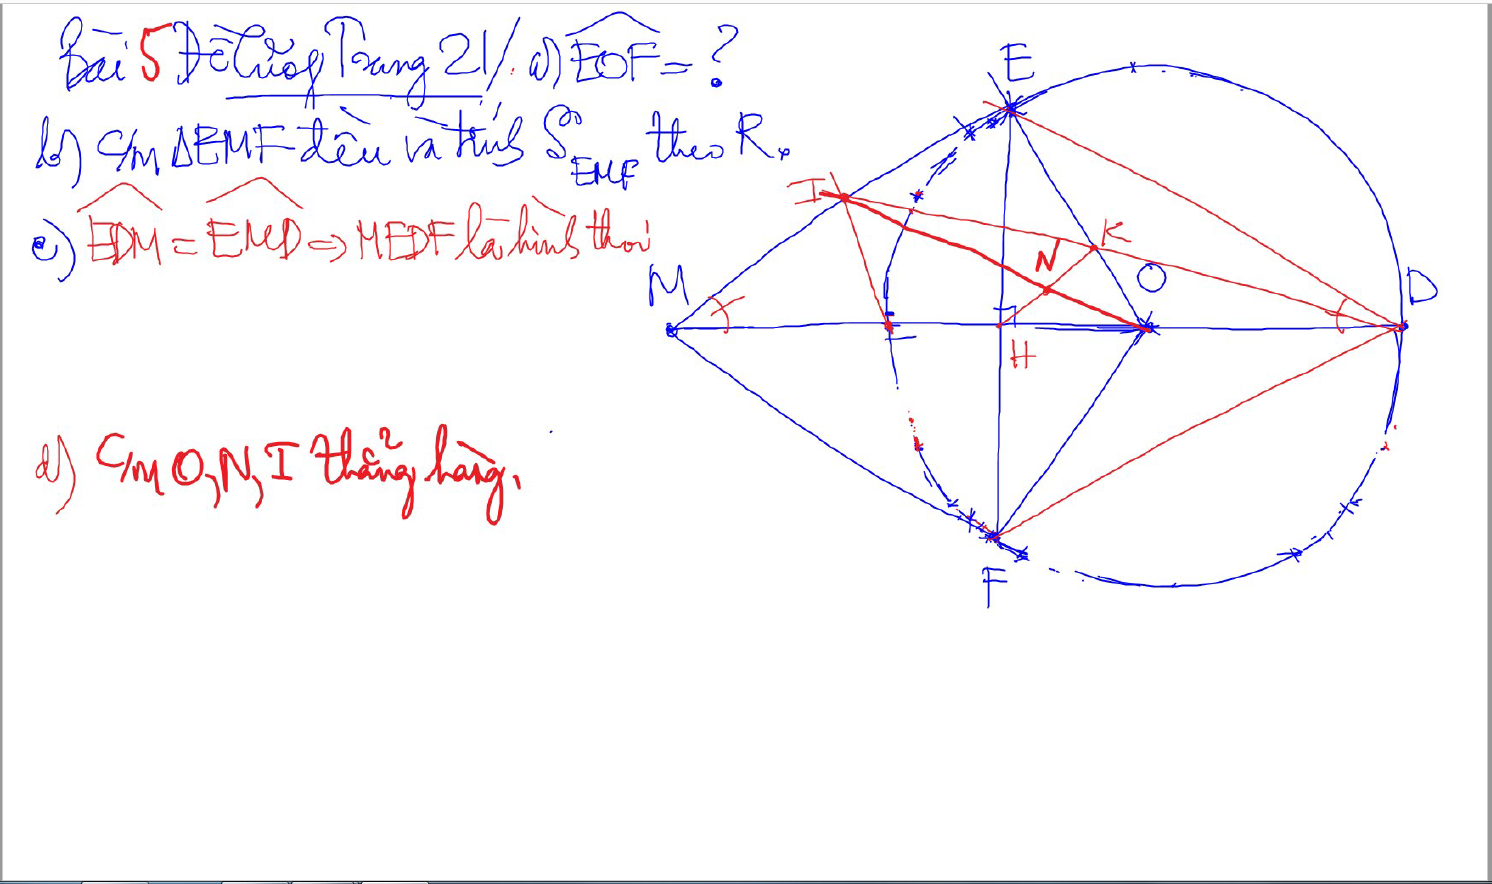 Bài 5 Đề Cương Trang 21/. a) EOF = ?
b) C/m ΔEMF đều và tính S EMF theo R.
c) EDM = EMD => MEDF là hình thoi
d) C/m O, N, I thẳng hàng.
E
I
K
N
M
O
D
H
F